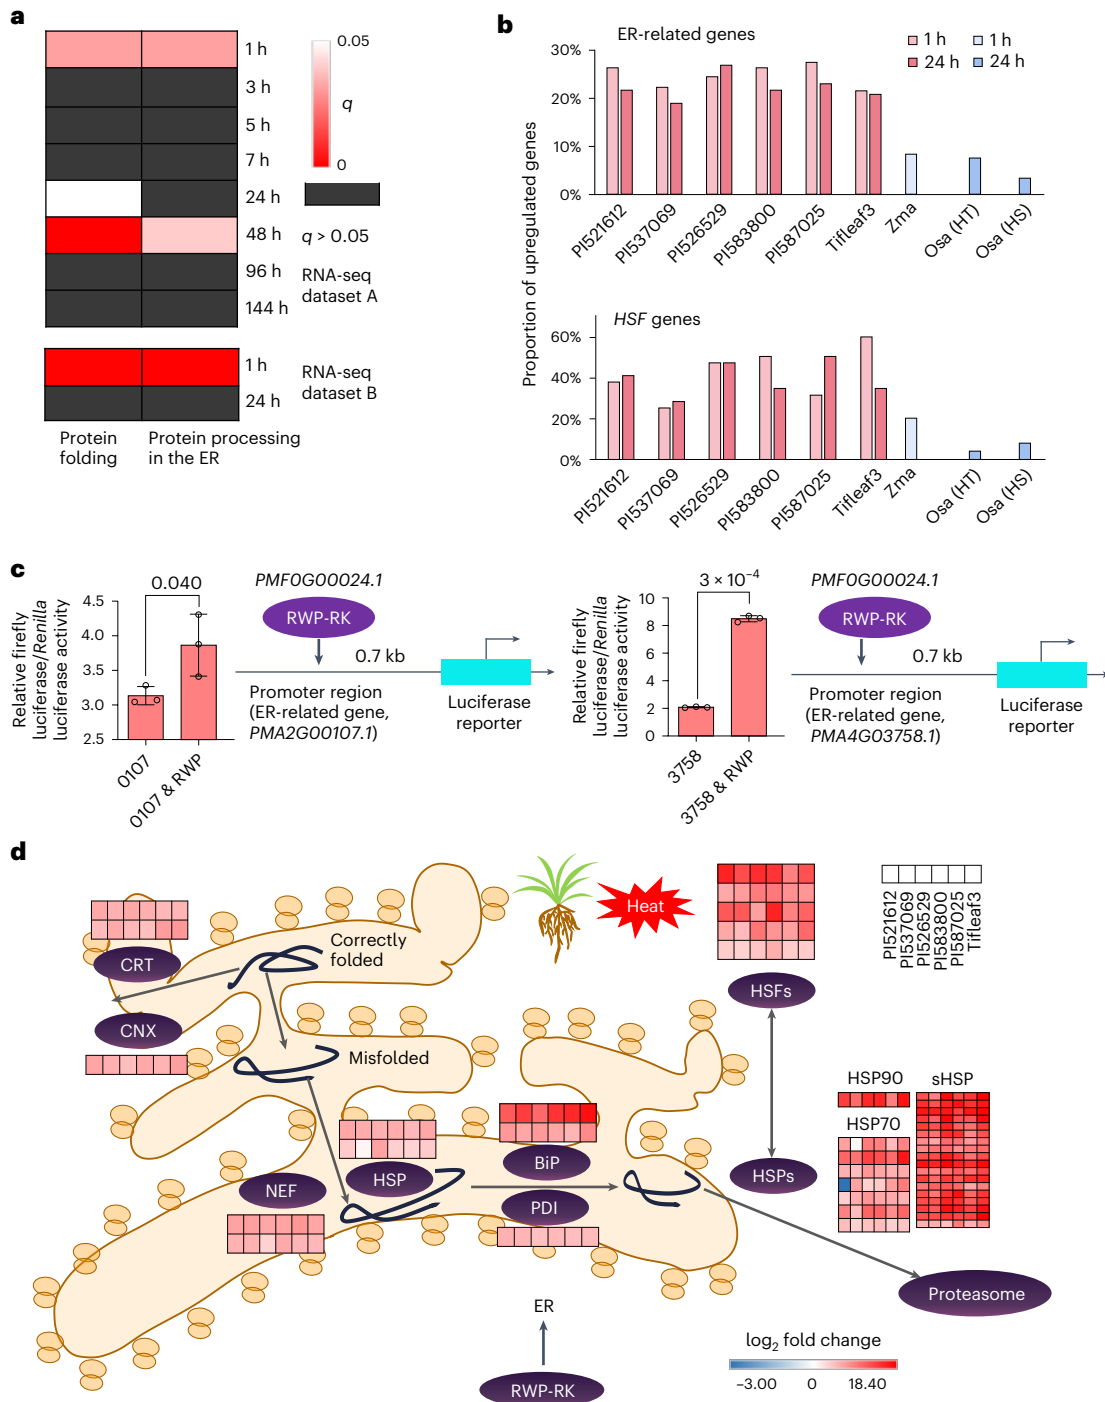 a
1 h
3 h
5 h
7 h
24 h
48 h
96 h
144 h
0.05
q
0
q > 0.05
RNA-seq
dataset A
1 h
24 h
RNA-seq
dataset B
Protein
folding
Protein processing
in the ER
b
ER-related genes
1 h
24 h
1 h
24 h
Proportion of upregulated genes
30%
20%
10%
0%
PI521612
PI537069
PI526529
PI583800
PI587025
Tifleaf3
Zma
Osa (HT)
Osa (HS)
HSF genes
60%
40%
20%
0%
PI521612
PI537069
PI526529
PI583800
PI587025
Tifleaf3
Zma
Osa (HT)
Osa (HS)
c
Relative firefly
luciferase/Renilla
luciferase activity
4.5
4.0
3.5
3.0
2.5
0.040
0107
0107 & RWP
PMF0G00024.1
RWP-RK
0.7 kb
Promoter region
(ER-related gene,
PMA2G00107.1)
Luciferase
reporter
Relative firefly
luciferase/Renilla
luciferase activity
10
8
6
4
2
0
3 × 10⁻⁴
3758
3758 & RWP
PMF0G00024.1
RWP-RK
0.7 kb
Promoter region
(ER-related gene,
PMA4G03758.1)
Luciferase
reporter
d
Heat
PI521612
PI537069
PI526529
PI583800
PI587025
Tifleaf3
CRT
Correctly
folded
CNX
Misfolded
HSFs
HSP90
sHSP
HSP70
HSPs
BiP
HSP
NEF
PDI
Proteasome
ER
RWP-RK
log₂ fold change
–3.00
0
18.40